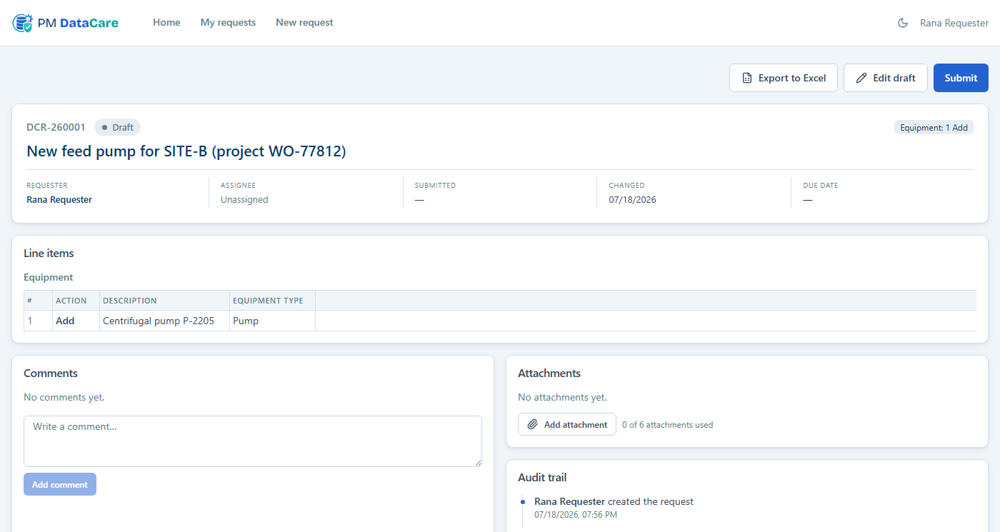 PM DataCare
Home
My requests
New request
Rana Requester
Export to Excel
Edit draft
Submit
DCR-260001
Draft
Equipment: 1 Add
New feed pump for SITE-B (project WO-77812)
REQUESTER
Rana Requester
ASSIGNEE
Unassigned
SUBMITTED
—
CHANGED
07/18/2026
DUE DATE
—
Line items
Equipment
# ACTION DESCRIPTION EQUIPMENT TYPE
1 Add Centrifugal pump P-2205 Pump
Comments
No comments yet.
Write a comment...
Add comment
Attachments
No attachments yet.
Add attachment
0 of 6 attachments used
Audit trail
Rana Requester created the request
07/18/2026, 07:56 PM